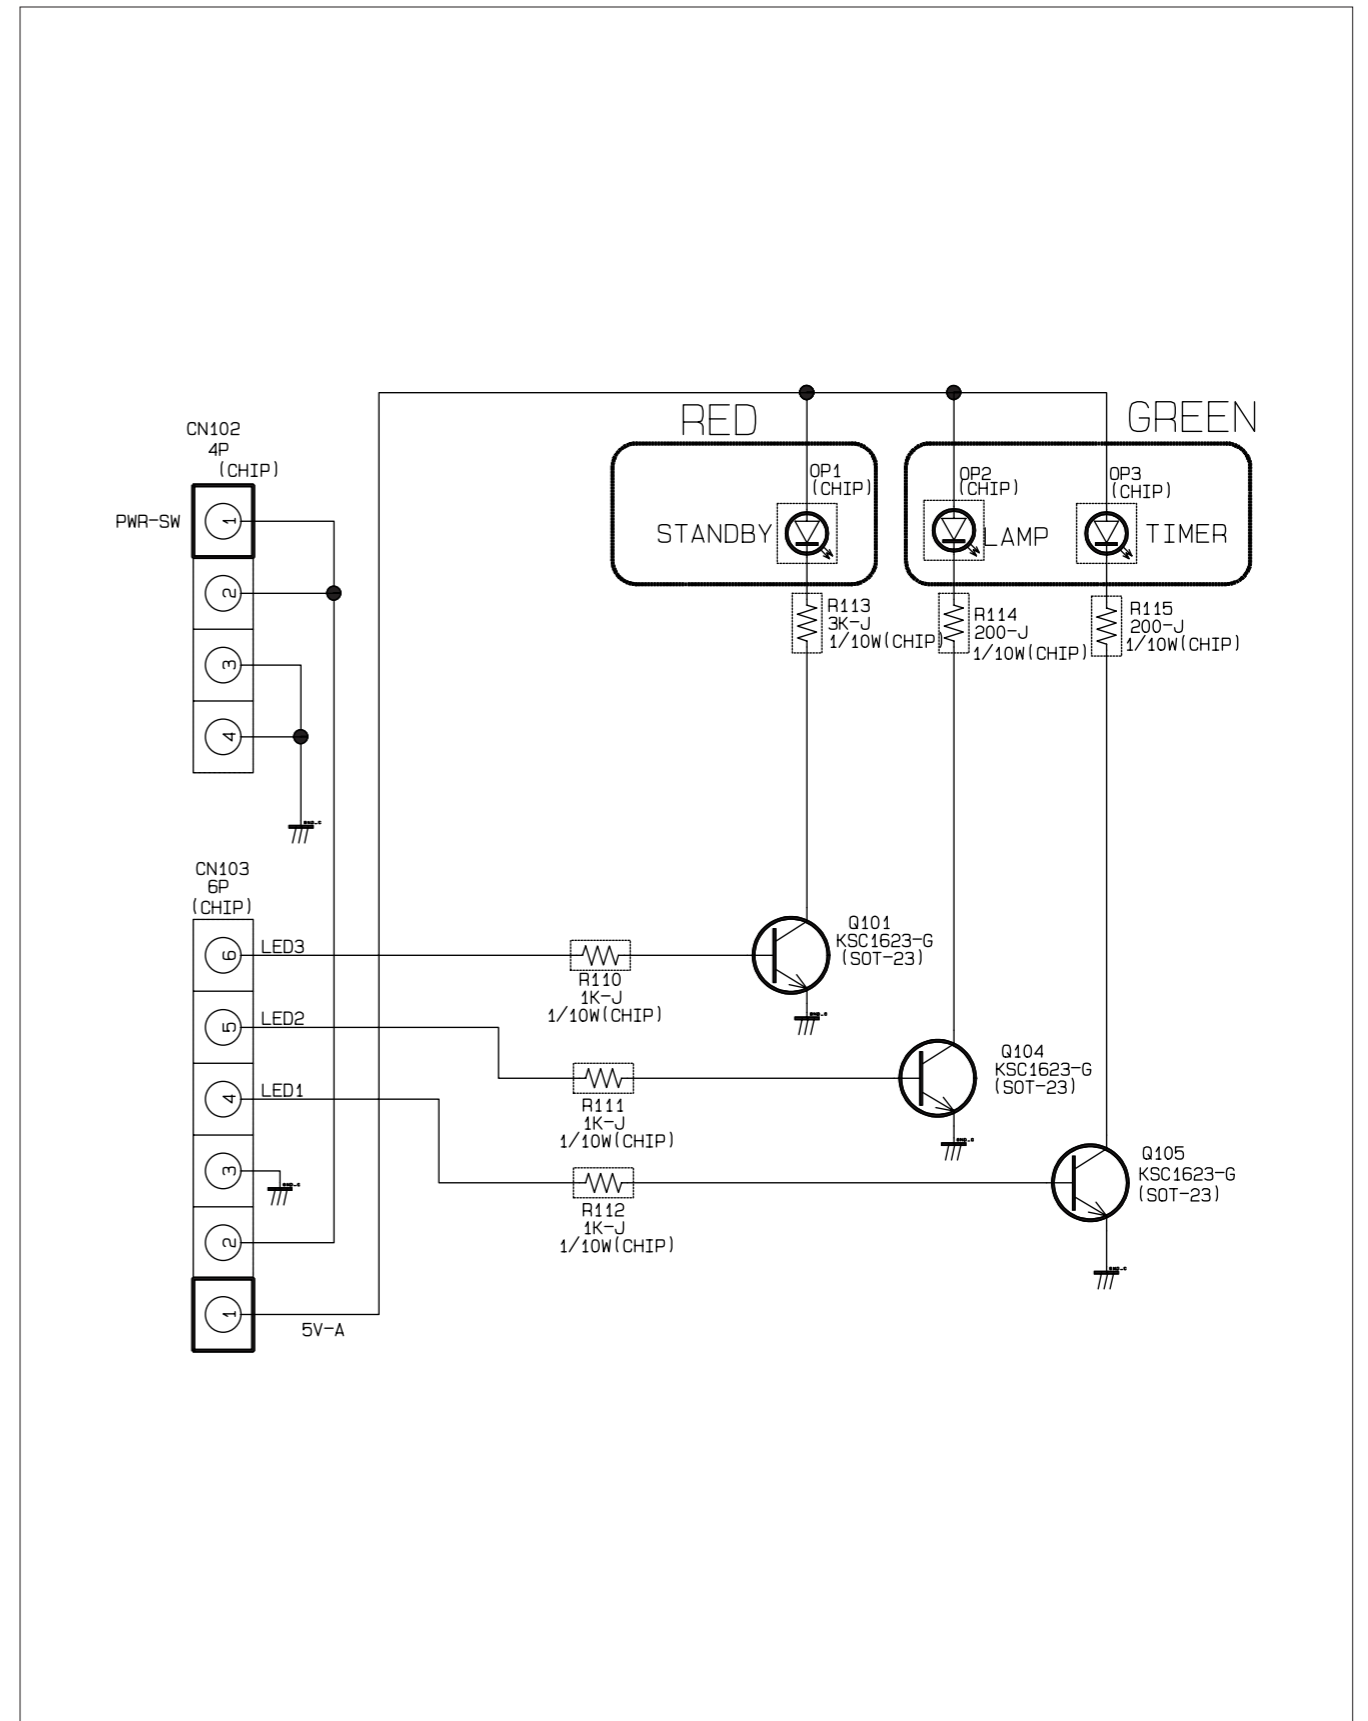 RED
GREEN
CN102
4P
(CHIP)
PWR-SW
1
2
3
4
OP1
(CHIP)
STANDBY
OP2
(CHIP)
LAMP
OP3
(CHIP)
TIMER
R113
3K-J
1/10W(CHIP)
R114
200-J
1/10W(CHIP)
R115
200-J
1/10W(CHIP)
CN103
6P
(CHIP)
6
LED3
5
LED2
4
LED1
3
2
1
5V-A
R110
1K-J
1/10W(CHIP)
R111
1K-J
1/10W(CHIP)
R112
1K-J
1/10W(CHIP)
Q101
KSC1623-G
(SOT-23)
Q104
KSC1623-G
(SOT-23)
Q105
KSC1623-G
(SOT-23)